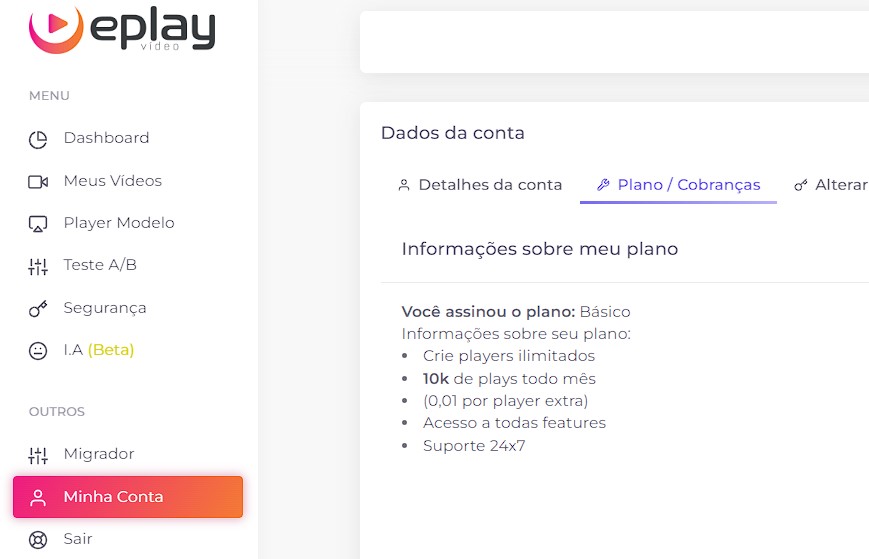 eplay
vídeo
MENU
Dashboard
Meus Vídeos
Player Modelo
Teste A/B
Segurança
I.A (Beta)
OUTROS
Migrador
Minha Conta
Sair
Dados da conta
Detalhes da conta
Plano / Cobranças
Alterar
Informações sobre meu plano
Você assinou o plano: Básico
Informações sobre seu plano:
• Crie players ilimitados
• 10k de plays todo mês
• (0,01 por player extra)
• Acesso a todas features
• Suporte 24x7